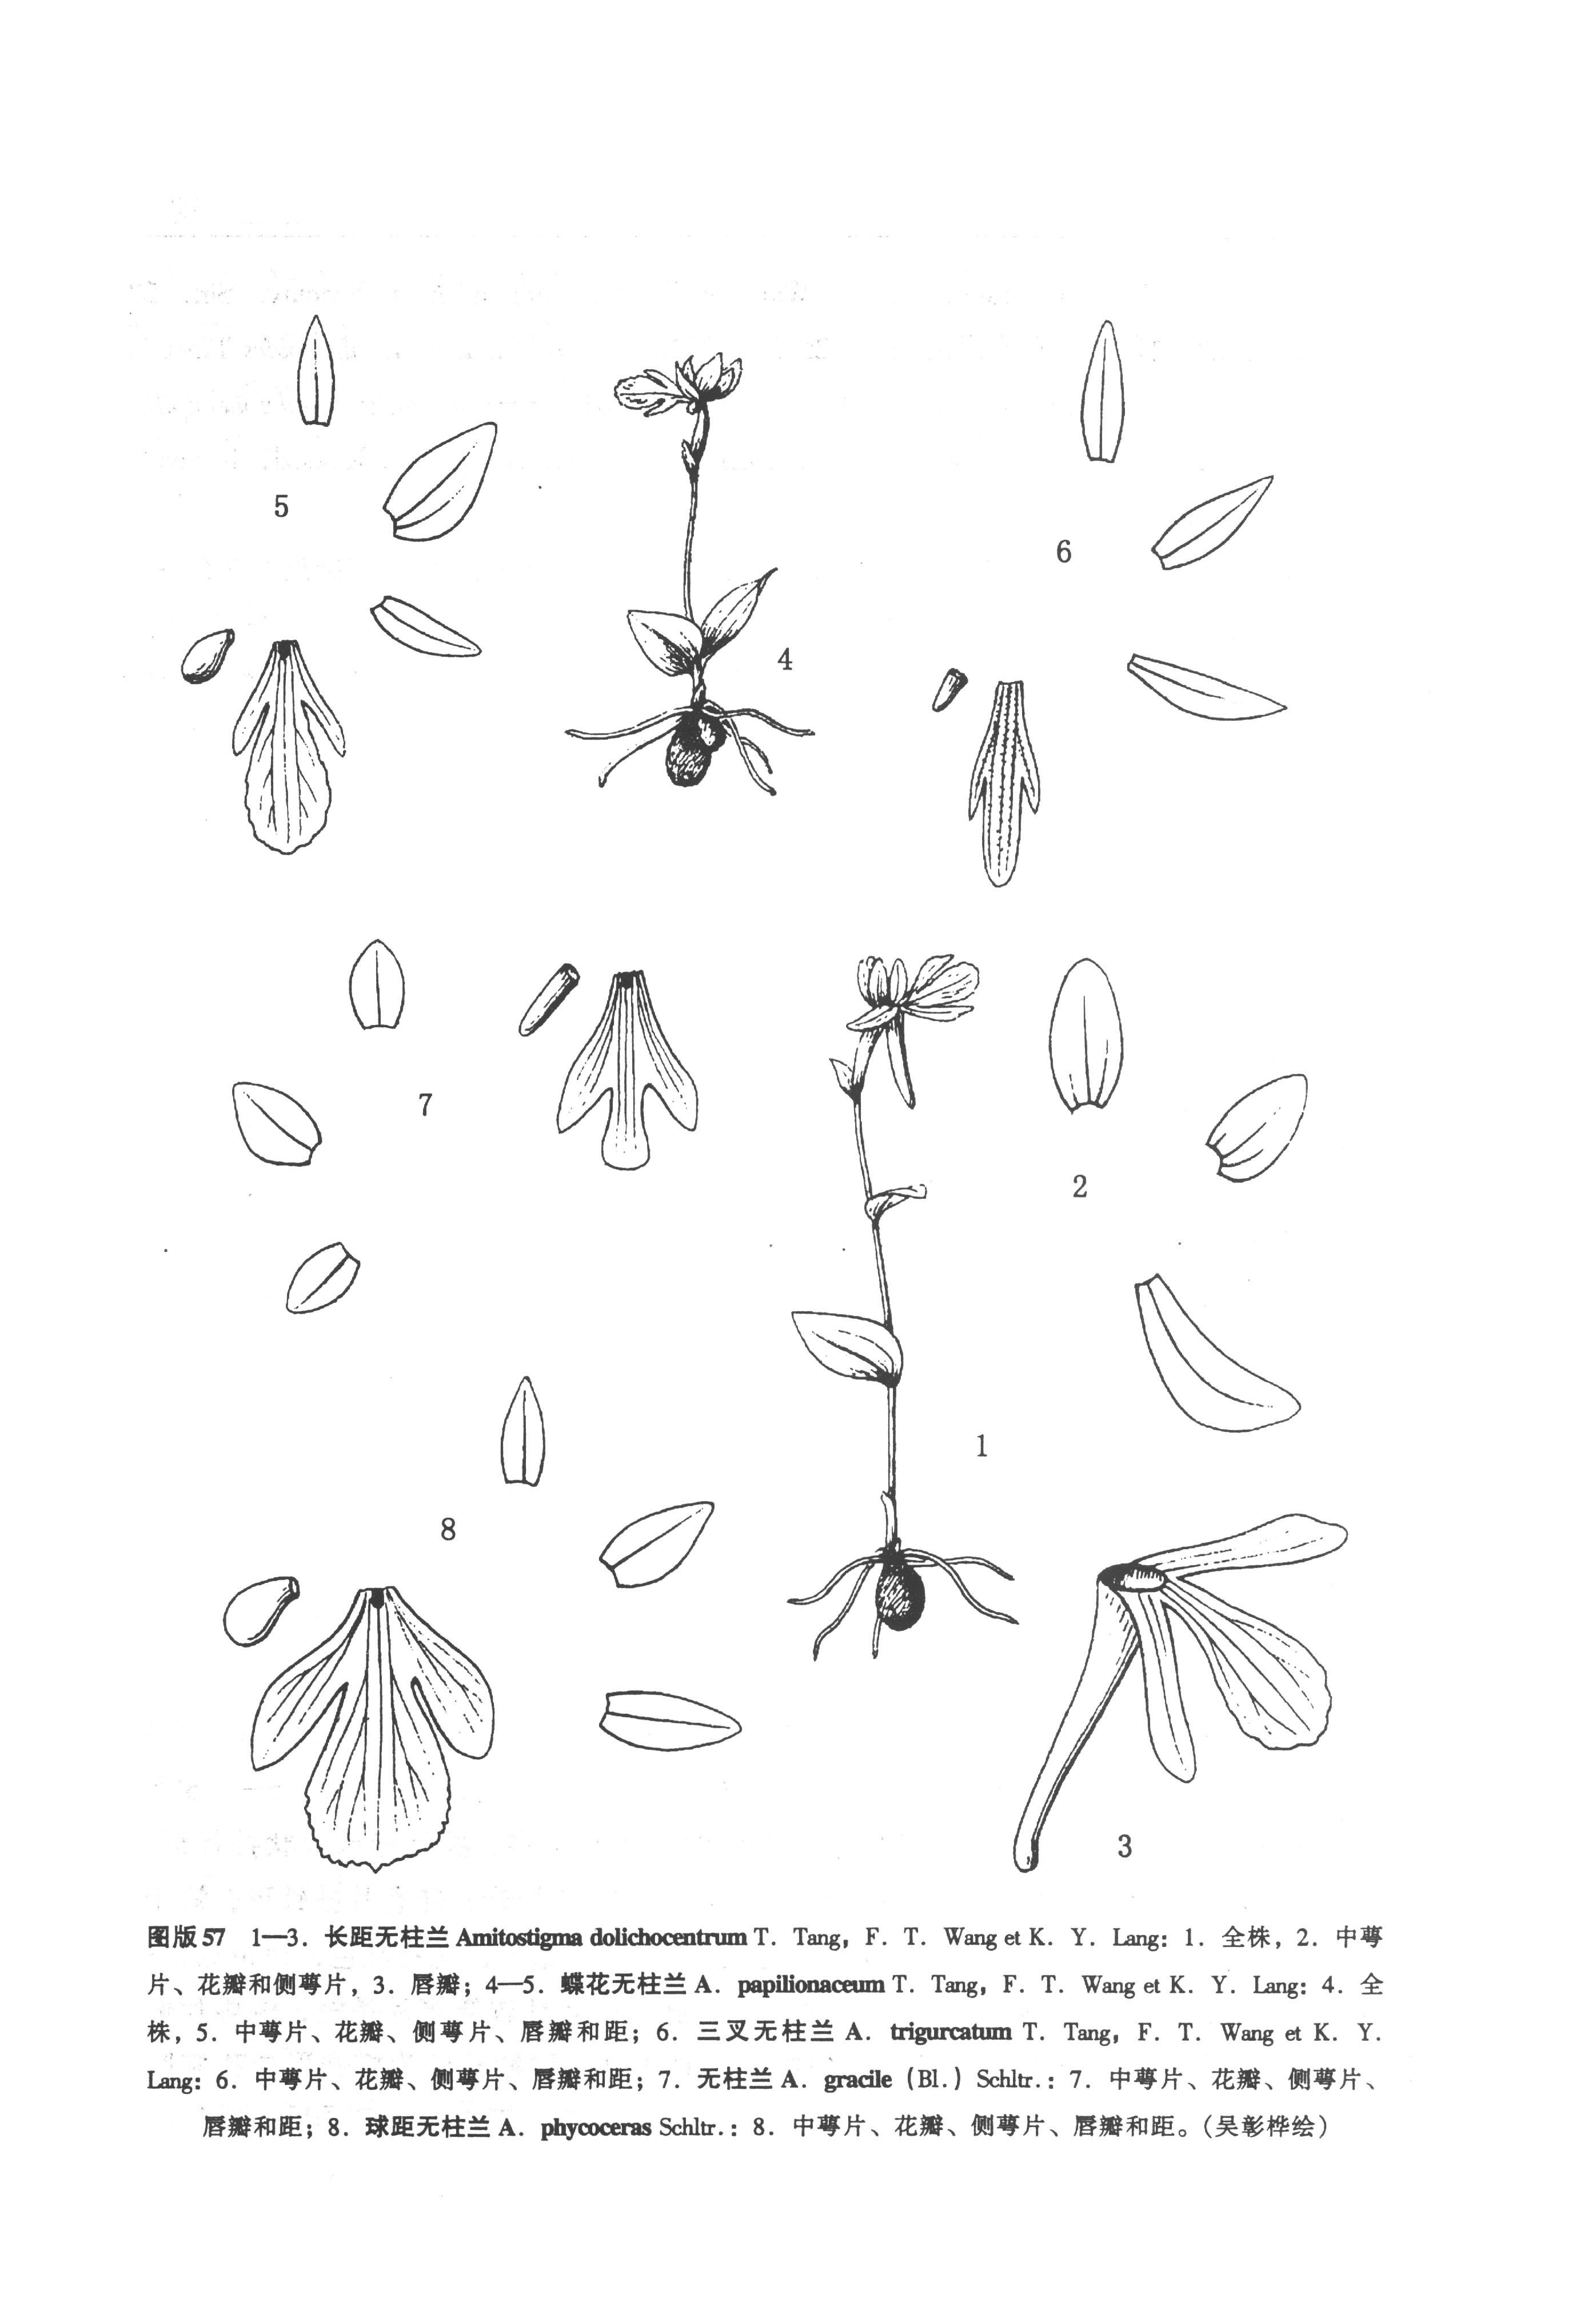 5
6
4
7
2
1
8
3
图版57 1—3. 长距无柱兰 Amitostigma dolichocentrum T. Tang, F. T. Wang et K. Y. Lang: 1. 全株, 2. 中萼
片、花瓣和侧萼片, 3. 唇瓣; 4—5. 蝶花无柱兰 A. papilionaceum T. Tang, F. T. Wang et K. Y. Lang: 4. 全
株, 5. 中萼片、花瓣、侧萼片、唇瓣和距; 6. 三叉无柱兰 A. trigurcatum T. Tang, F. T. Wang et K. Y.
Lang: 6. 中萼片、花瓣、侧萼片、唇瓣和距; 7. 无柱兰 A. gracile (Bl.) Schltr.: 7. 中萼片、花瓣、侧萼片、
唇瓣和距; 8. 球距无柱兰 A. phycoceras Schltr.: 8. 中萼片、花瓣、侧萼片、唇瓣和距。(吴彰桦绘)